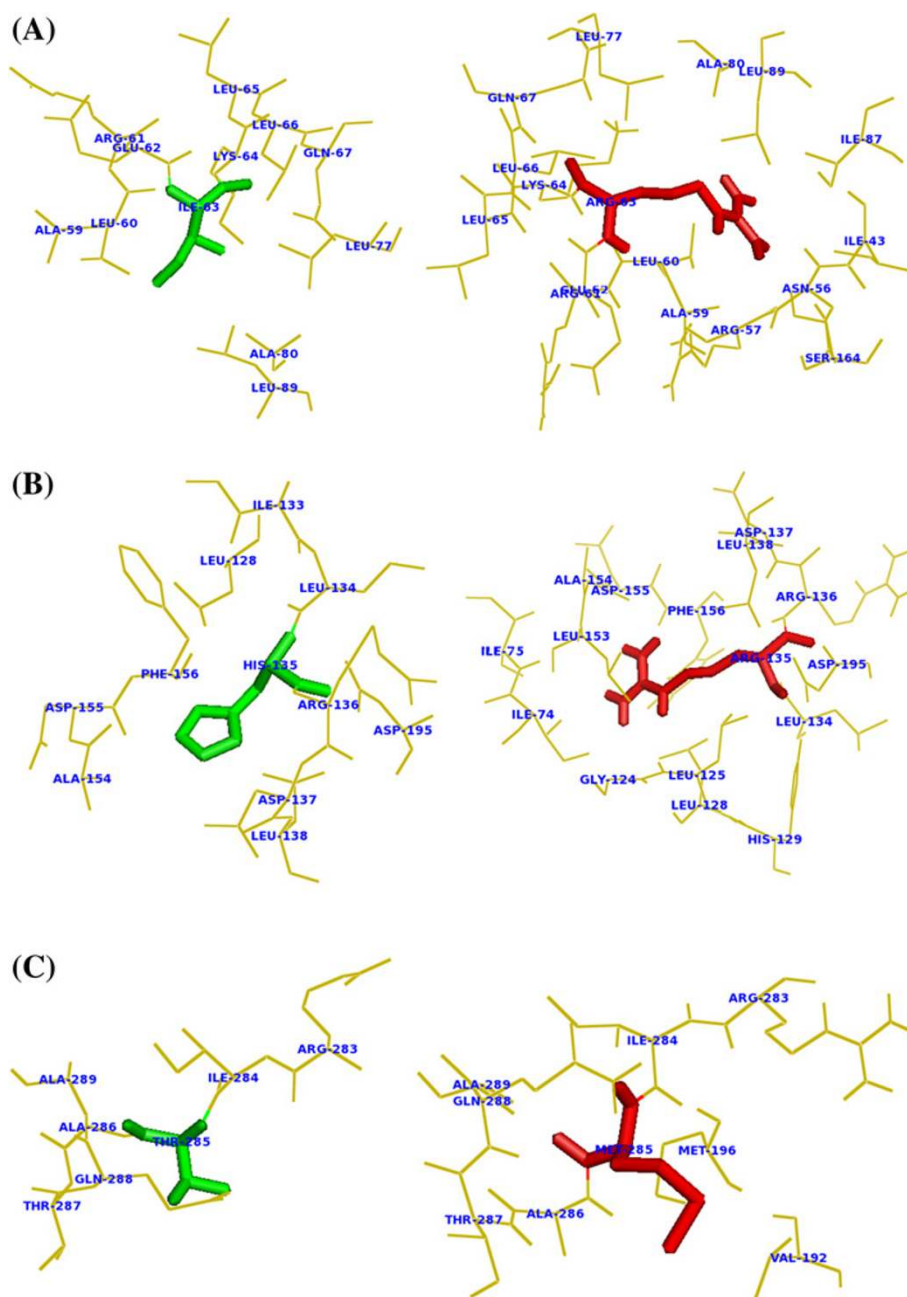 (A)
LEU-65
ARG-61
GLU-62
LEU-66
LYS-64
GLN-67
ILE-63
ALA-59
LEU-60
LEU-77
ALA-80
LEU-89
LEU-77
ALA-80
LEU-89
GLN-67
ILE-87
LEU-66
LYS-64
ARG-63
LEU-65
ILE-43
LEU-60
GLU-62
ARG-61
ASN-56
ALA-59
ARG-57
SER-164
(B)
ILE-133
LEU-128
LEU-134
HIS-135
PHE-156
ARG-136
ASP-155
ASP-195
ALA-154
ASP-137
LEU-138
ASP-137
LEU-138
ALA-154
ASP-155
ARG-136
PHE-156
LEU-153
ILE-75
ARG-135
ASP-195
ILE-74
LEU-134
GLY-124
LEU-125
LEU-128
HIS-129
(C)
ARG-283
ILE-284
ALA-289
ALA-286
THR-285
GLN-288
THR-287
ARG-283
ILE-284
ALA-289
GLN-288
MET-285
MET-196
THR-287
ALA-286
VAL-192